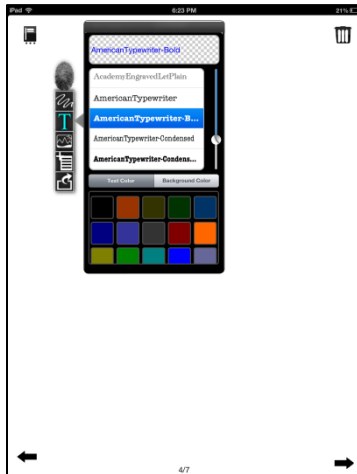 iPad 6:23 PM 21%
AmericanTypewriter-Bold
AcademyEngravedLetPlain
AmericanTypewriter
AmericanTypewriter-B...
AmericanTypewriter-Condensed
AmericanTypewriter-Condens...
Text Color Background Color
T
4/7